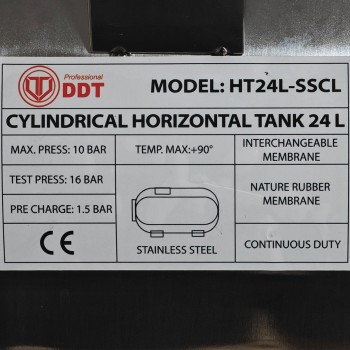 Professional
DDT
MODEL: HT24L-SSCL
CYLINDRICAL HORIZONTAL TANK 24 L
MAX. PRESS: 10 BAR
TEMP. MAX:+90°
INTERCHANGEABLE
MEMBRANE
TEST PRESS: 16 BAR
NATURE RUBBER
MEMBRANE
PRE CHARGE: 1.5 BAR
CE
STAINLESS STEEL
CONTINUOUS DUTY